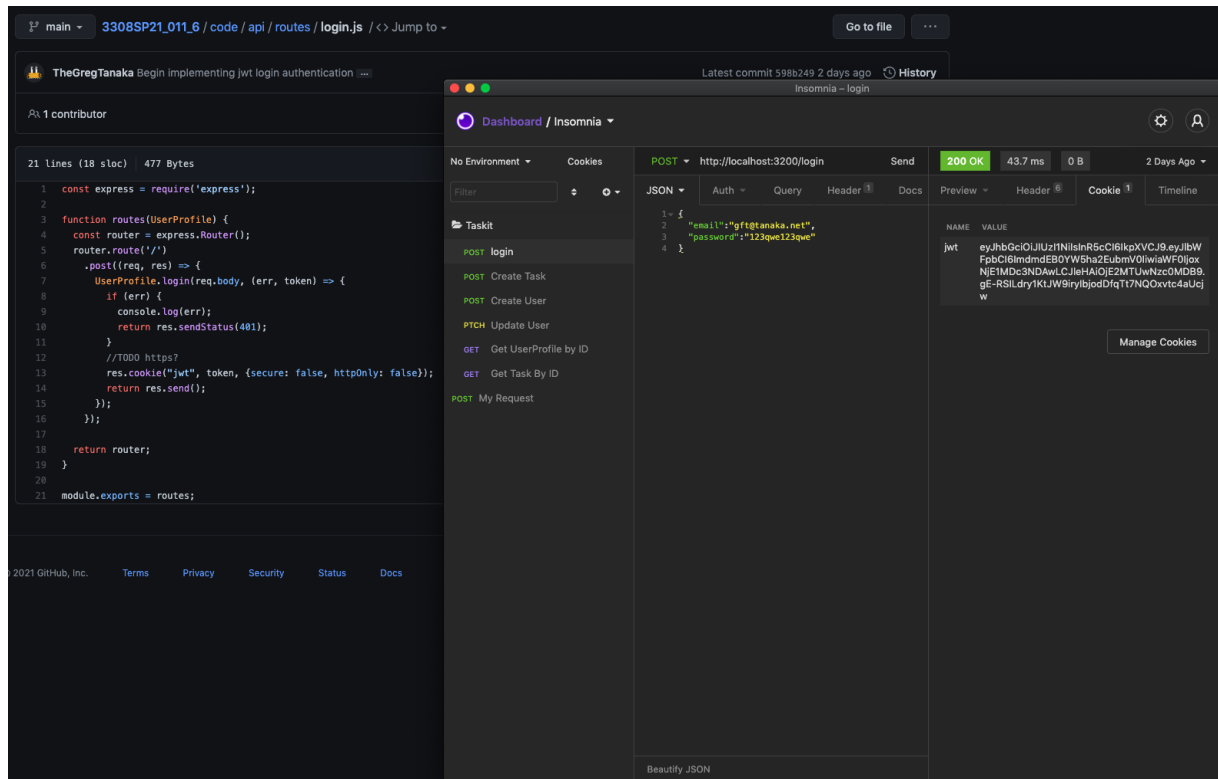 main
3308SP21_011_6 / code / api / routes / login.js / <> Jump to
Go to file
...
TheGregTanaka Begin implementing jwt login authentication ...
Latest commit 598b249 2 days ago History
1 contributor
21 lines (18 sloc) 477 Bytes
1 const express = require('express');
2
3 function routes(UserProfile) {
4 const router = express.Router();
5 router.route('/')
6 .post((req, res) => {
7 UserProfile.login(req.body, (err, token) => {
8 if (err) {
9 console.log(err);
10 return res.sendStatus(401);
11 }
12 //TODO https?
13 res.cookie("jwt", token, {secure: false, httpOnly: false});
14 return res.send();
15 });
16 });
17
18 return router;
19 }
20
21 module.exports = routes;
2021 GitHub, Inc. Terms Privacy Security Status Docs
Insomnia – login
Dashboard / Insomnia
No Environment Cookies
Filter
Taskit
POST login
POST Create Task
POST Create User
PTCH Update User
GET Get UserProfile by ID
GET Get Task By ID
POST My Request
POST http://localhost:3200/login Send
JSON Auth Query Header 1 Docs
1 {
2 "email":"gft@tanaka.net",
3 "password":"123qwe123qwe"
4 }
Beautify JSON
200 OK 43.7 ms 0 B 2 Days Ago
Preview Header 6 Cookie 1 Timeline
NAME VALUE
jwt
Manage Cookies